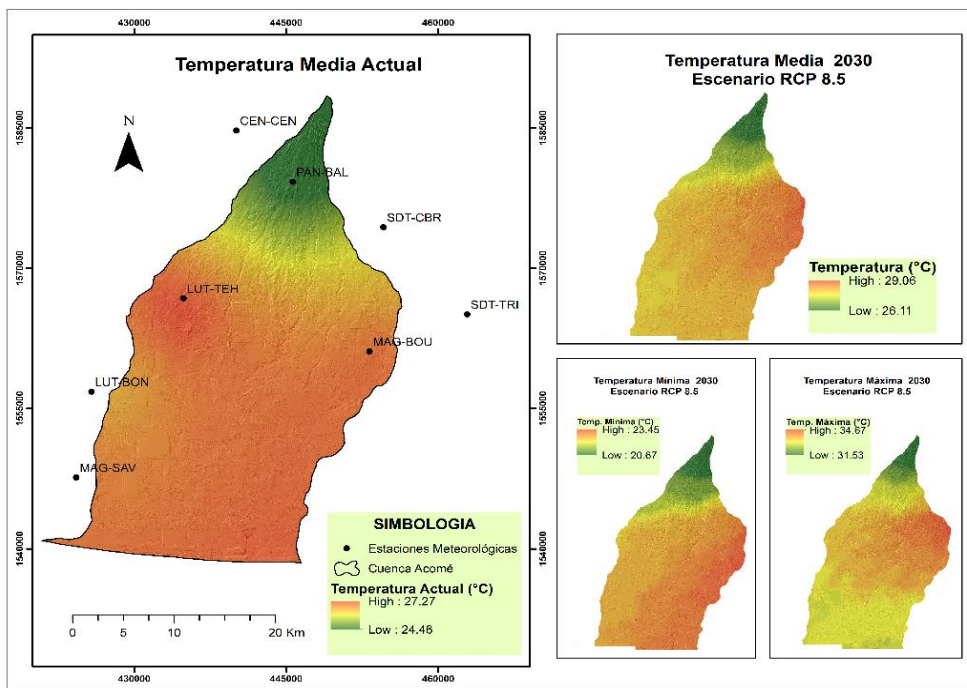 430000 445000 460000
Temperatura Media Actual
1585000
1570000
1555000
1540000
N
CEN-CEN
PAN-BAL
SDT-CBR
LUT-TEH
SDT-TRI
MAG-BOU
LUT-BON
MAG-SAV
SIMBOLOGIA
Estaciones Meteorológicas
Cuenca Acomé
Temperatura Actual (°C)
High : 27.27
Low : 24.46
0 5 10 20 Km
430000 445000 460000
1585000
1570000
1555000
1540000
Temperatura Media 2030
Escenario RCP 8.5
Temperatura (°C)
High : 29.06
Low : 26.11
Temperatura Mínima 2030
Escenario RCP 8.5
Temp. Mínima (°C)
High : 23.45
Low : 20.67
Temperatura Máxima 2030
Escenario RCP 8.5
Temp. Máxima (°C)
High : 34.67
Low : 31.53